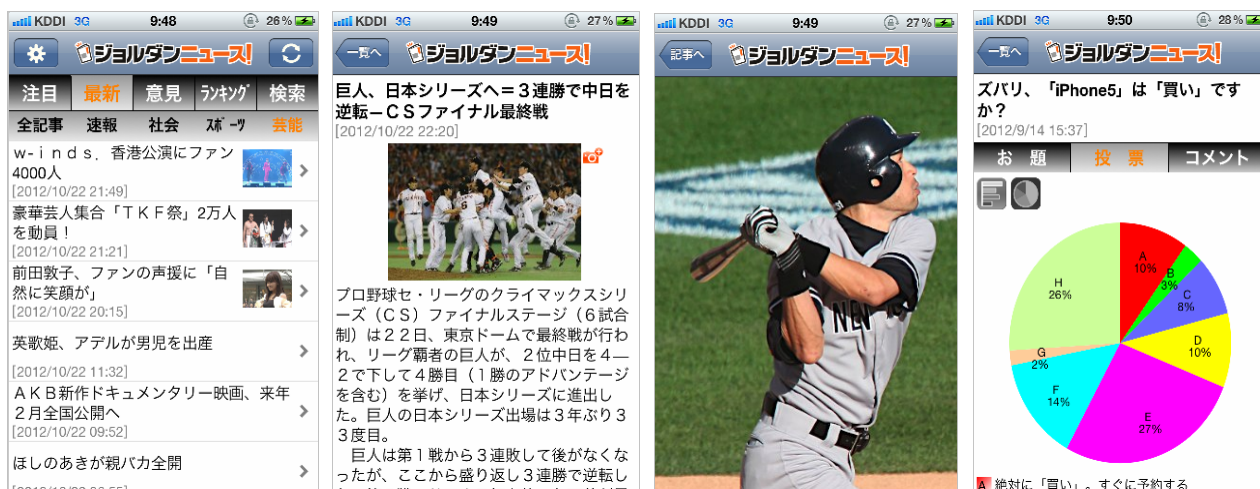 KDDI 3G 9:48 26%
ジョルダンニュース!
注目 最新 意見 ランキング 検索
全記事 速報 社会 スポーツ 芸能
ｗ－ｉｎｄｓ．香港公演にファン
4000人
[2012/10/22 21:49]
豪華芸人集合「ＴＫＦ祭」2万人
を動員！
[2012/10/22 21:21]
前田敦子、ファンの声援に「自
然に笑顔が」
[2012/10/22 20:15]
英歌姫、アデルが男児を出産
[2012/10/22 11:32]
ＡＫＢ新作ドキュメンタリー映画、来年
２月全国公開へ
[2012/10/22 09:52]
ほしのあきが親バカ全開
KDDI 3G 9:49 27%
一覧へ ジョルダンニュース!
巨人、日本シリーズへ＝３連勝で中日を
逆転－ＣＳファイナル最終戦
[2012/10/22 22:20]
プロ野球セ・リーグのクライマックスシリ
ーズ（ＣＳ）ファイナルステージ（６試合
制）は２２日、東京ドームで最終戦が行わ
れ、リーグ覇者の巨人が、２位中日を４―
２で下して４勝目（１勝のアドバンテージ
を含む）を挙げ、日本シリーズに進出し
た。巨人の日本シリーズ出場は３年ぶり３
３度目。
　巨人は第１戦から３連敗して後がなくな
ったが、ここから盛り返し３連勝で逆転し
KDDI 3G 9:49 27%
記事へ ジョルダンニュース!
NEW
KDDI 3G 9:50 28%
一覧へ ジョルダンニュース!
ズバリ、「iPhone5」は「買い」です
か？
[2012/9/14 15:37]
お 題 投 票 コメント
A
10%
B
3%
C
8%
D
10%
E
27%
F
14%
G
2%
H
26%
A 絶対に「買い」。すぐに予約する